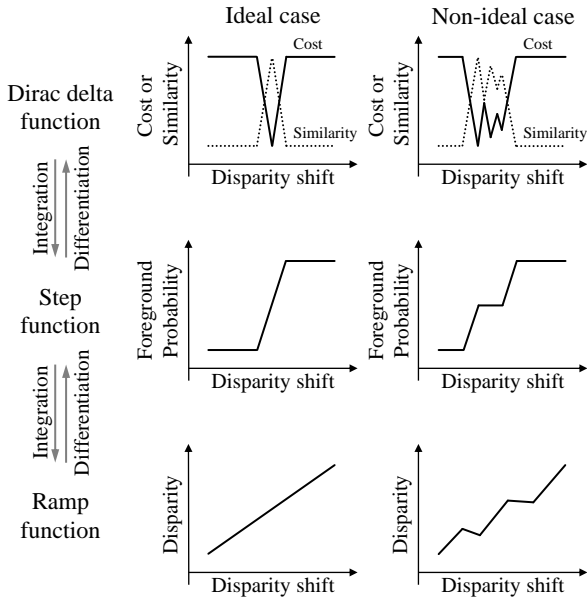 Ideal case
Non-ideal case
Dirac delta
function
Cost or
Similarity
Cost
Similarity
Disparity shift
Cost or
Similarity
Cost
Similarity
Disparity shift
Integration
Differentiation
Step
function
Foreground
Probability
Disparity shift
Foreground
Probability
Disparity shift
Integration
Differentiation
Ramp
function
Disparity
Disparity shift
Disparity
Disparity shift